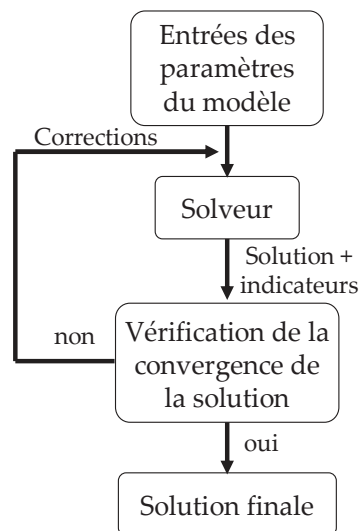 Entrées des
paramètres
du modèle
Corrections
Solveur
Solution +
indicateurs
non
Vérification de la
convergence de
la solution
oui
Solution finale